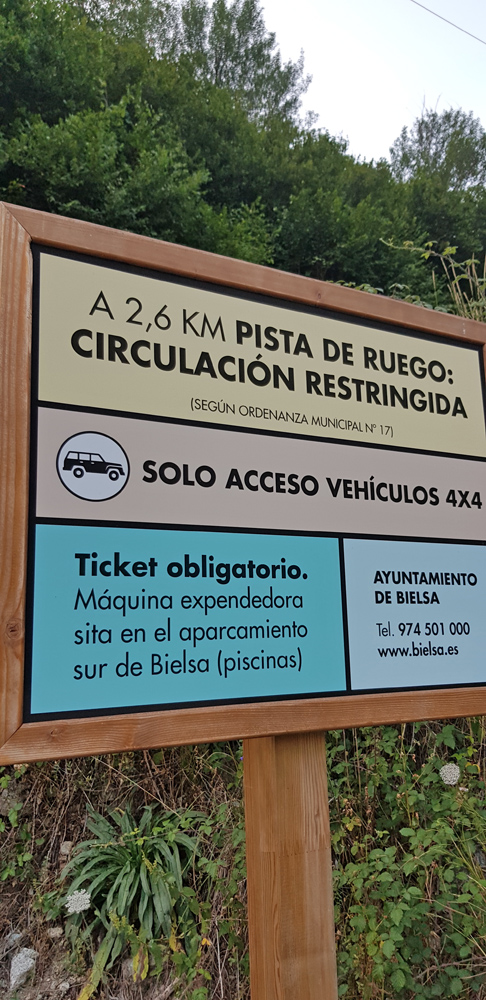 A 2,6 KM PISTA DE RUEGO:
CIRCULACIÓN RESTRINGIDA
(SEGÚN ORDENANZA MUNICIPAL Nº 17)
SOLO ACCESO VEHÍCULOS 4X4
Ticket obligatorio.
Máquina expendedora
sita en el aparcamiento
sur de Bielsa (piscinas)
AYUNTAMIENTO
DE BIELSA
Tel. 974 501 000
www.bielsa.es